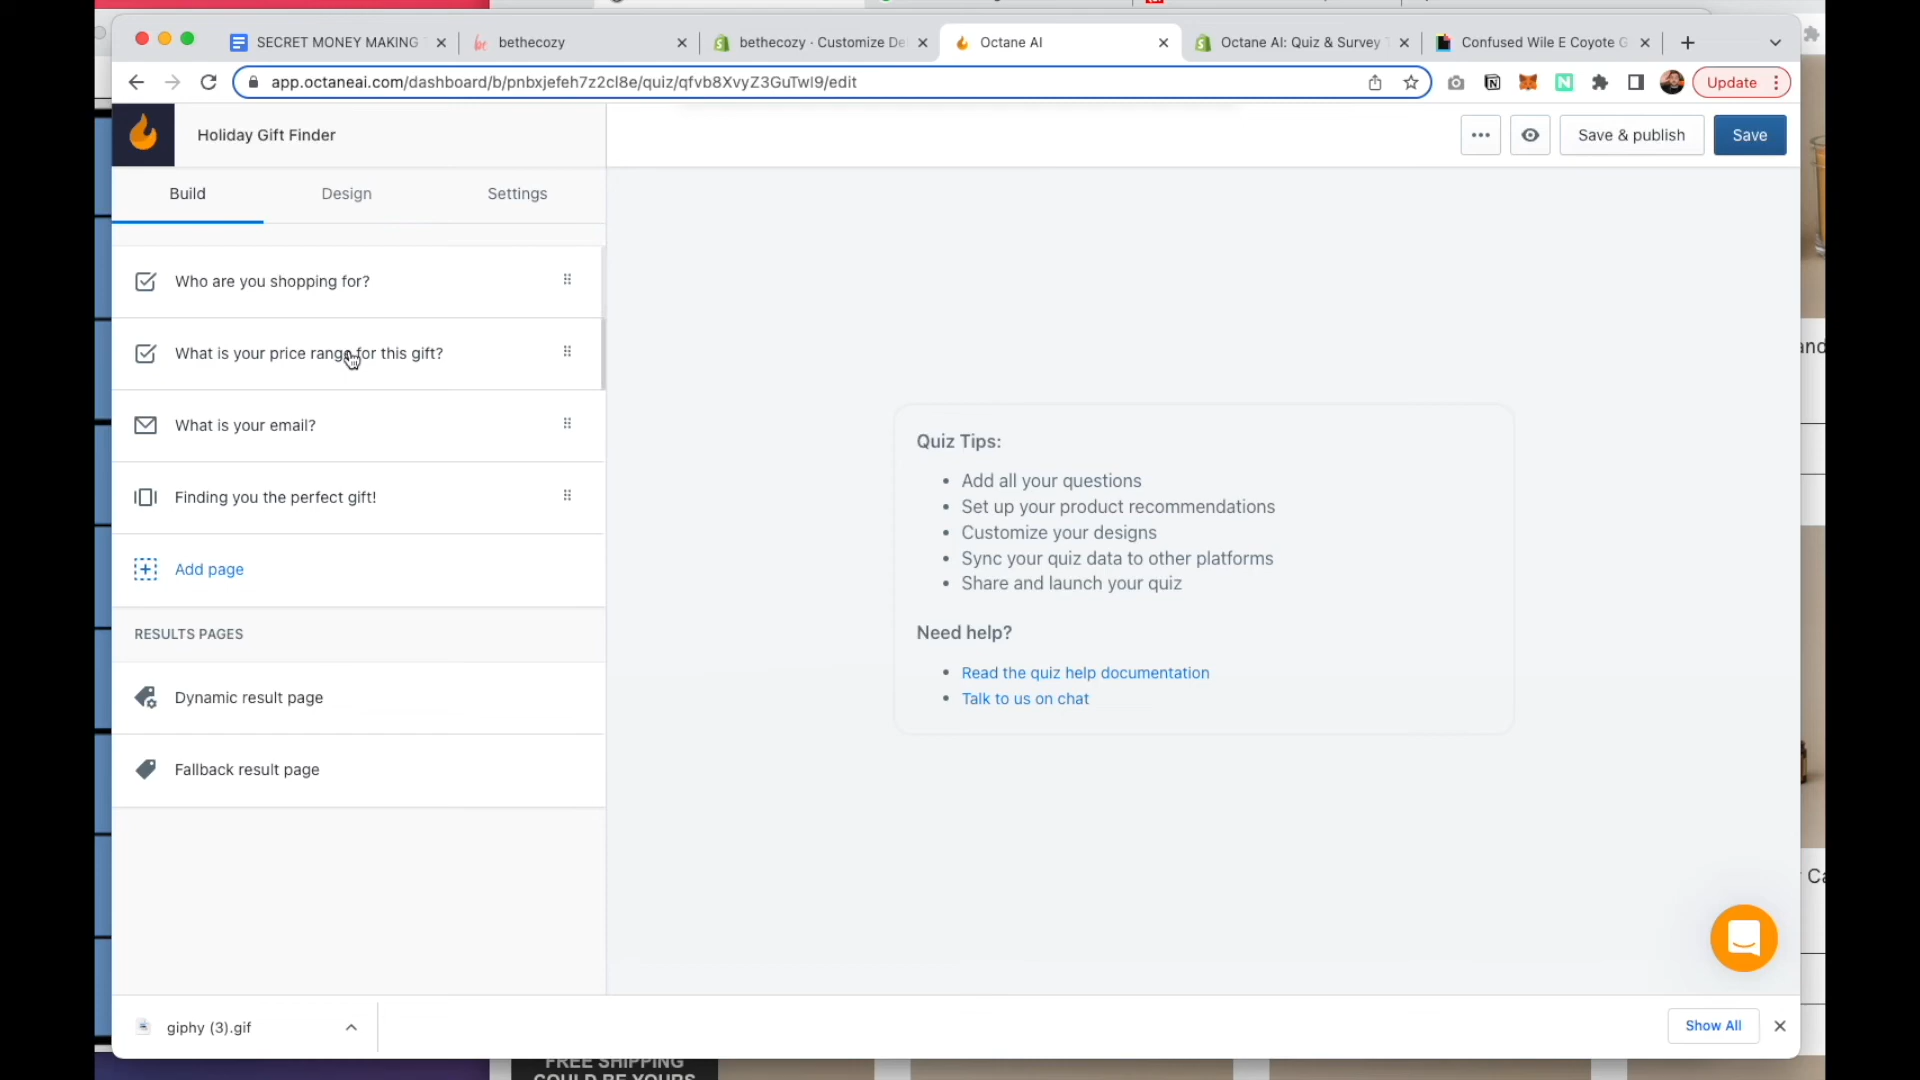 SECRET MONEY MAKING
bethecozy
bethecozy · Customize De
Octane AI
Octane AI: Quiz & Survey
Confused Wile E Coyote G
app.octaneai.com/dashboard/b/pnbxjefeh7z2cl8e/quiz/qfvb8XvyZ3GuTwI9/edit
Update
Holiday Gift Finder
Save & publish
Save
Build
Design
Settings
Who are you shopping for?
What is your price range for this gift?
What is your email?
Finding you the perfect gift!
Add page
RESULTS PAGES
Dynamic result page
Fallback result page
Quiz Tips:
• Add all your questions
• Set up your product recommendations
• Customize your designs
• Sync your quiz data to other platforms
• Share and launch your quiz
Need help?
• Read the quiz help documentation
• Talk to us on chat
and
Ca
giphy (3).gif
Show All
FREE SHIPPING
COULD BE YOURS